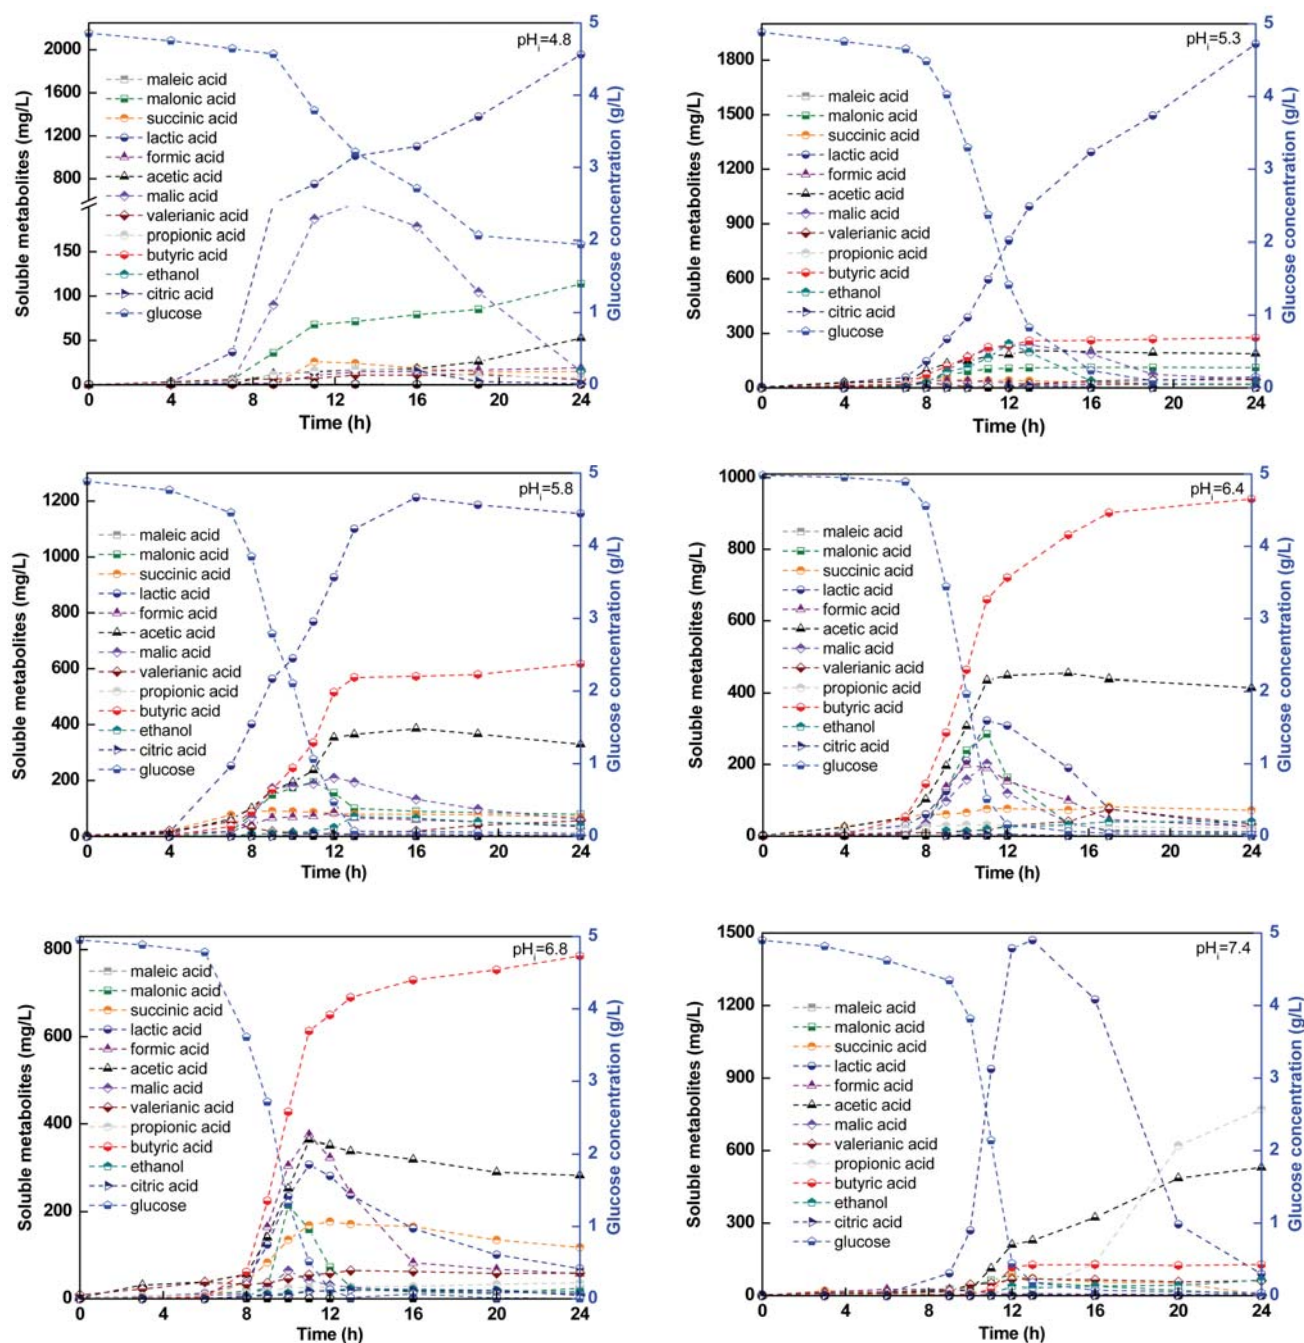 pHi=4.8
Soluble metabolites (mg/L)
2000
1600
1200
800
150
100
50
0
maleic acid
malonic acid
succinic acid
lactic acid
formic acid
acetic acid
malic acid
valerianic acid
propionic acid
butyric acid
ethanol
citric acid
glucose
5
4
3
2
1
0
Glucose concentration (g/L)
0 4 8 12 16 20 24
Time (h)
pHi=5.3
Soluble metabolites (mg/L)
1800
1500
1200
900
600
300
0
maleic acid
malonic acid
succinic acid
lactic acid
formic acid
acetic acid
malic acid
valerianic acid
propionic acid
butyric acid
ethanol
citric acid
glucose
5
4
3
2
1
0
Glucose concentration (g/L)
0 4 8 12 16 20 24
Time (h)
pHi=5.8
Soluble metabolites (mg/L)
1200
1000
800
600
400
200
0
maleic acid
malonic acid
succinic acid
lactic acid
formic acid
acetic acid
malic acid
valerianic acid
propionic acid
butyric acid
ethanol
citric acid
glucose
5
4
3
2
1
0
Glucose concentration (g/L)
0 4 8 12 16 20 24
Time (h)
pHi=6.4
Soluble metabolites (mg/L)
1000
800
600
400
200
0
maleic acid
malonic acid
succinic acid
lactic acid
formic acid
acetic acid
malic acid
valerianic acid
propionic acid
butyric acid
ethanol
citric acid
glucose
5
4
3
2
1
0
Glucose concentration (g/L)
0 4 8 12 16 20 24
Time (h)
pHi=6.8
Soluble metabolites (mg/L)
800
600
400
200
0
maleic acid
malonic acid
succinic acid
lactic acid
formic acid
acetic acid
malic acid
valerianic acid
propionic acid
butyric acid
ethanol
citric acid
glucose
5
4
3
2
1
0
Glucose concentration (g/L)
0 4 8 12 16 20 24
Time (h)
pHi=7.4
Soluble metabolites (mg/L)
1500
1200
900
600
300
0
maleic acid
malonic acid
succinic acid
lactic acid
formic acid
acetic acid
malic acid
valerianic acid
propionic acid
butyric acid
ethanol
citric acid
glucose
5
4
3
2
1
0
Glucose concentration (g/L)
0 4 8 12 16 20 24
Time (h)